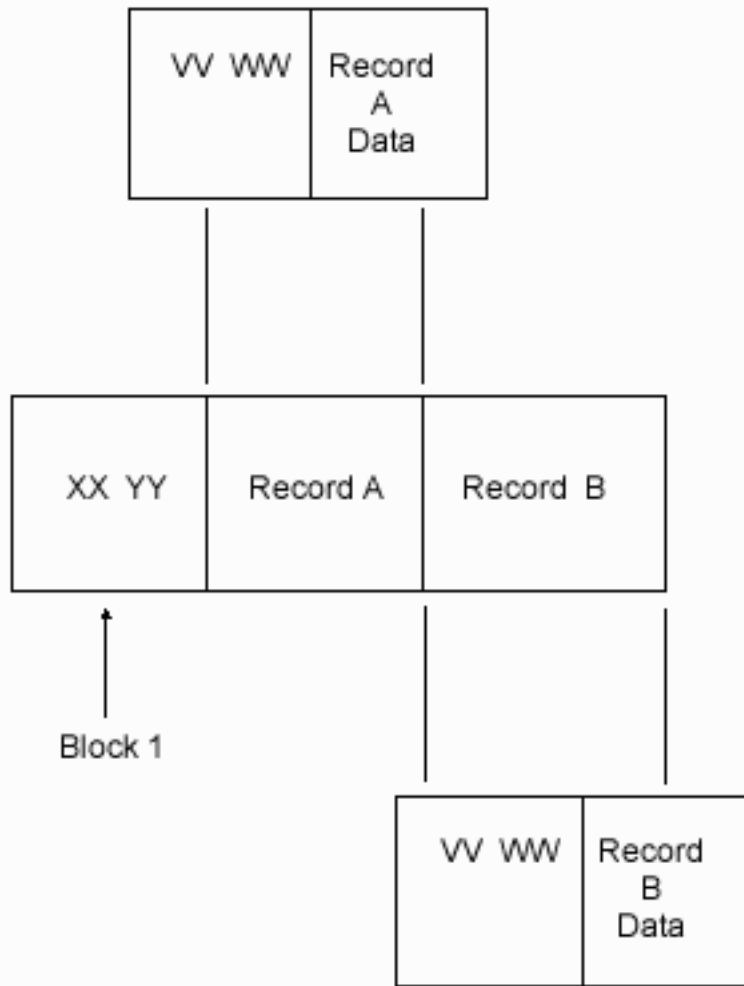 VV WW
Record
A
Data
XX YY
Record A
Record B
Block 1
VV WW
Record
B
Data